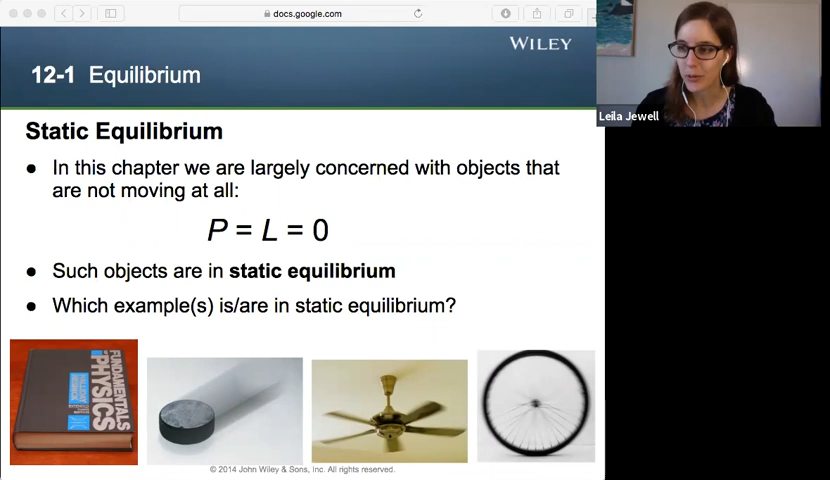 docs.google.com
WILEY
12-1 Equilibrium
Leila Jewell
Static Equilibrium
● In this chapter we are largely concerned with objects that
are not moving at all:
P = L = 0
● Such objects are in static equilibrium
● Which example(s) is/are in static equilibrium?
FUNDAMENTALS
of PHYSICS
© 2014 John Wiley & Sons, Inc. All rights reserved.